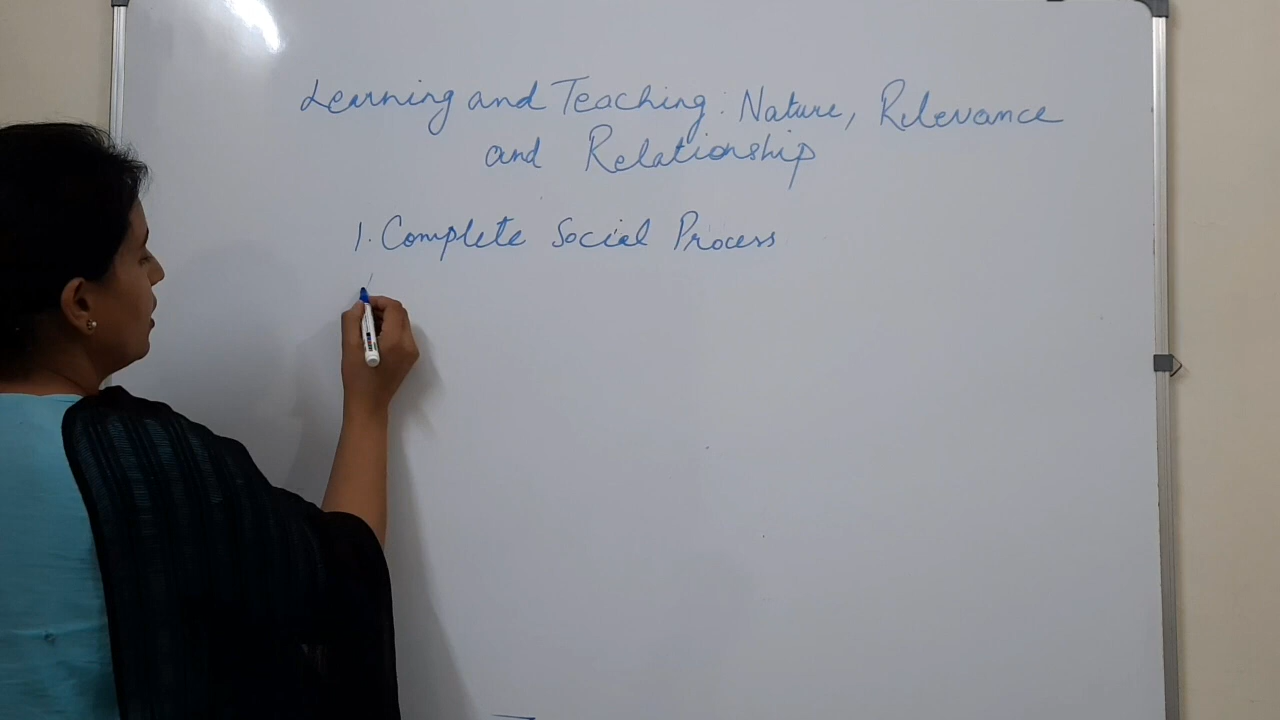 Learning and Teaching: Nature, Relevance
and Relationship
1. Complete Social Process